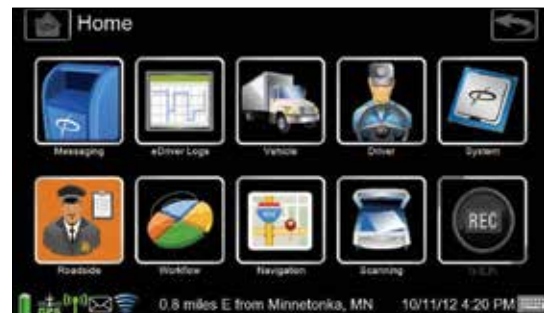 Home
Messaging
eDriver Logs
Vehicle
Driver
System
REC
Roadside
Workflow
Navigation
Scanning
GPS
0.8 miles E from Minnetonka, MN
10/11/12 4:20 PM